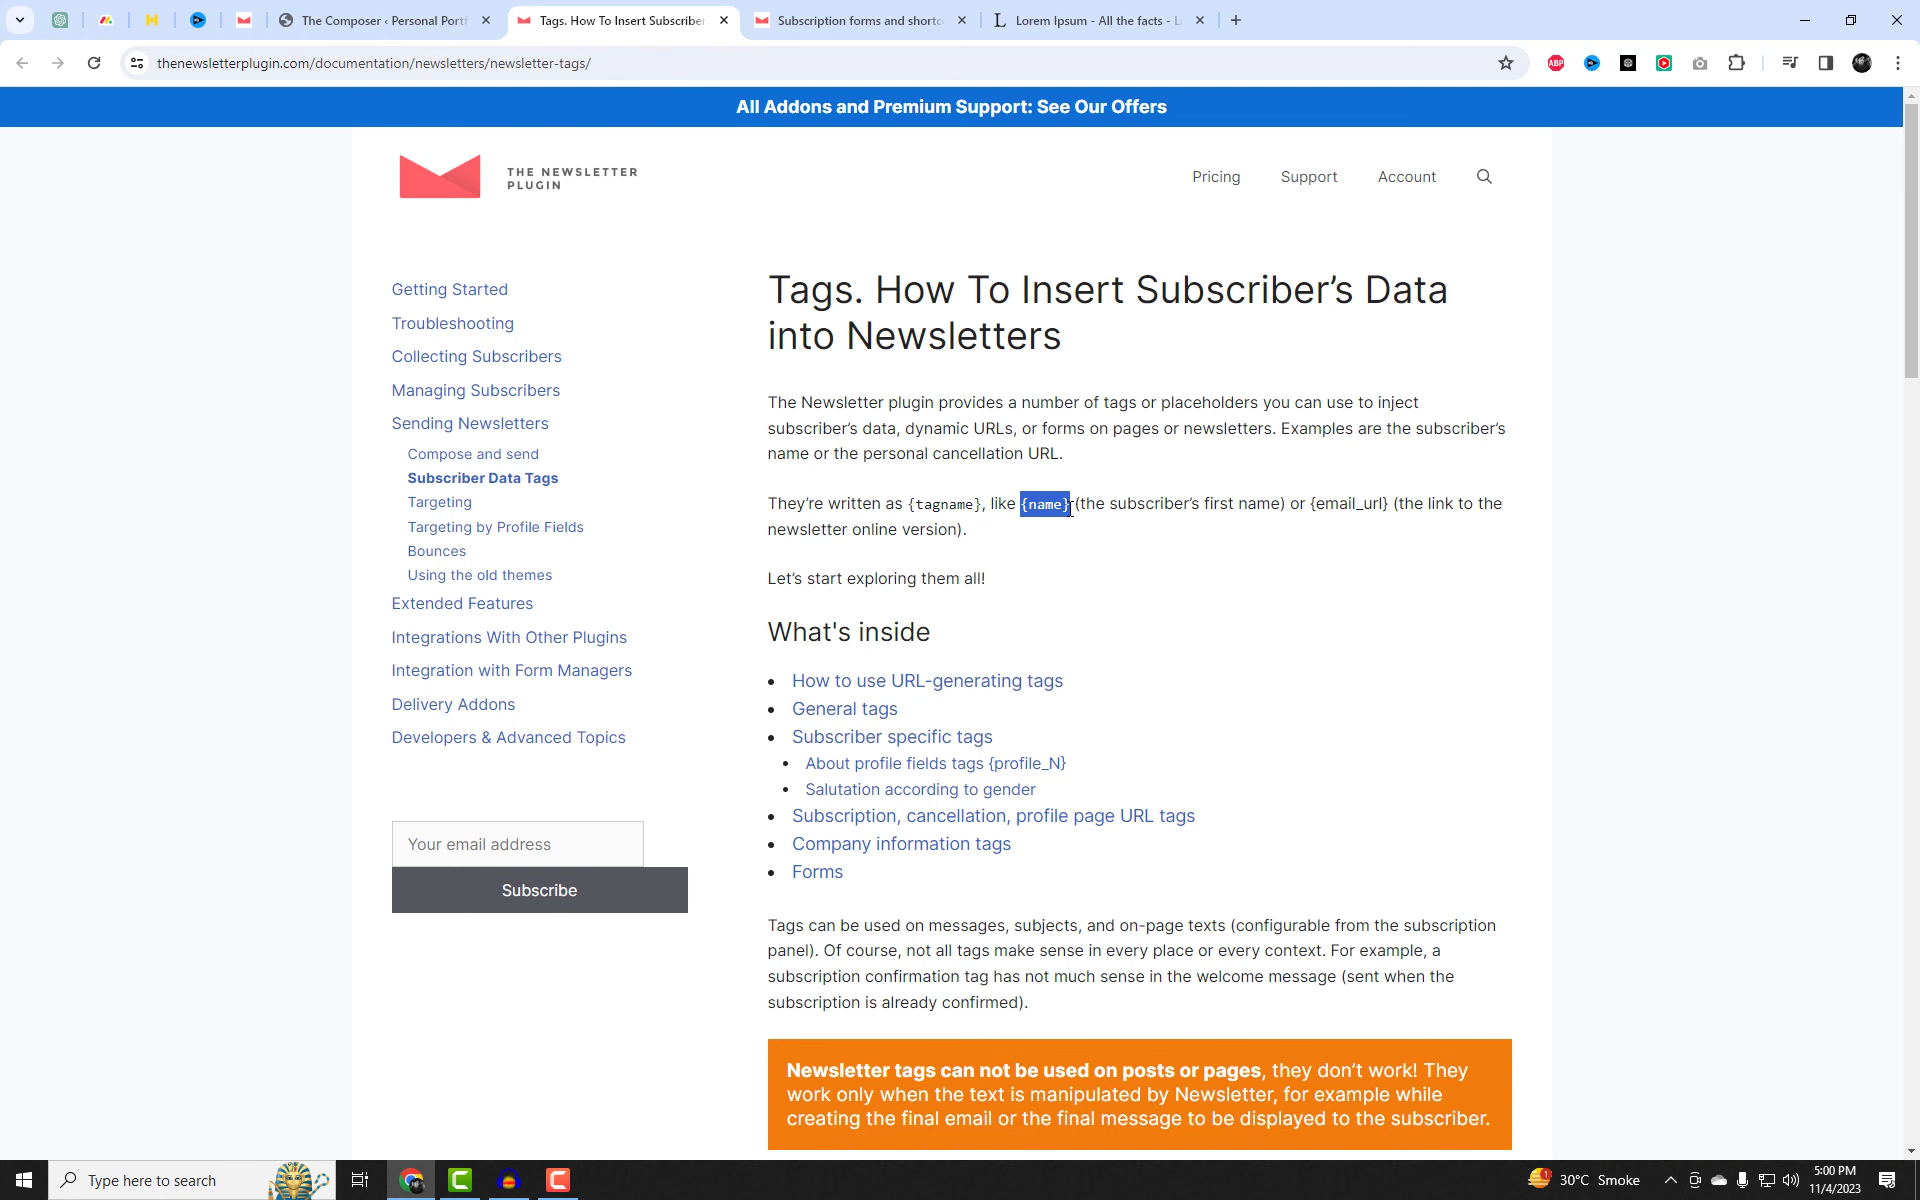 The Composer ‹ Personal Portf
Tags. How To Insert Subscriber
Subscription forms and shortc
Lorem Ipsum - All the facts - L
thenewsletterplugin.com/documentation/newsletters/newsletter-tags/
ABP
All Addons and Premium Support: See Our Offers
THE NEWSLETTER
PLUGIN
Pricing
Support
Account
Getting Started
Troubleshooting
Collecting Subscribers
Managing Subscribers
Sending Newsletters
Compose and send
Subscriber Data Tags
Targeting
Targeting by Profile Fields
Bounces
Using the old themes
Extended Features
Integrations With Other Plugins
Integration with Form Managers
Delivery Addons
Developers & Advanced Topics
Your email address
Subscribe
Tags. How To Insert Subscriber’s Data
into Newsletters
The Newsletter plugin provides a number of tags or placeholders you can use to inject
subscriber’s data, dynamic URLs, or forms on pages or newsletters. Examples are the subscriber’s
name or the personal cancellation URL.
They’re written as {tagname}, like {name} (the subscriber’s first name) or {email_url} (the link to the
newsletter online version).
Let’s start exploring them all!
What's inside
How to use URL-generating tags
General tags
Subscriber specific tags
About profile fields tags {profile_N}
Salutation according to gender
Subscription, cancellation, profile page URL tags
Company information tags
Forms
Tags can be used on messages, subjects, and on-page texts (configurable from the subscription
panel). Of course, not all tags make sense in every place or every context. For example, a
subscription confirmation tag has not much sense in the welcome message (sent when the
subscription is already confirmed).
Newsletter tags can not be used on posts or pages, they don’t work! They
work only when the text is manipulated by Newsletter, for example while
creating the final email or the final message to be displayed to the subscriber.
Type here to search
30°C Smoke
5:00 PM
11/4/2023